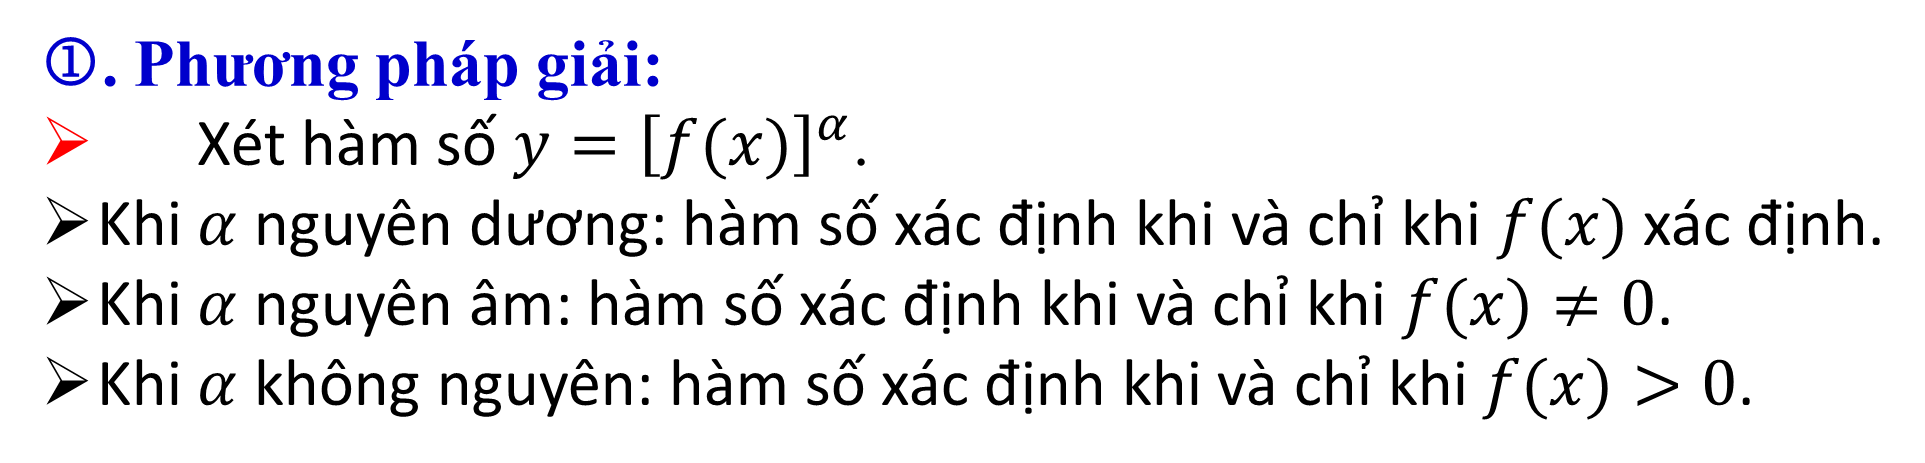 ①. Phương pháp giải:
➢ Xét hàm số 𝑦 = [𝑓(𝑥)]^𝛼.
➢Khi 𝛼 nguyên dương: hàm số xác định khi và chỉ khi 𝑓(𝑥) xác định.
➢Khi 𝛼 nguyên âm: hàm số xác định khi và chỉ khi 𝑓(𝑥) ≠ 0.
➢Khi 𝛼 không nguyên: hàm số xác định khi và chỉ khi 𝑓(𝑥) > 0.